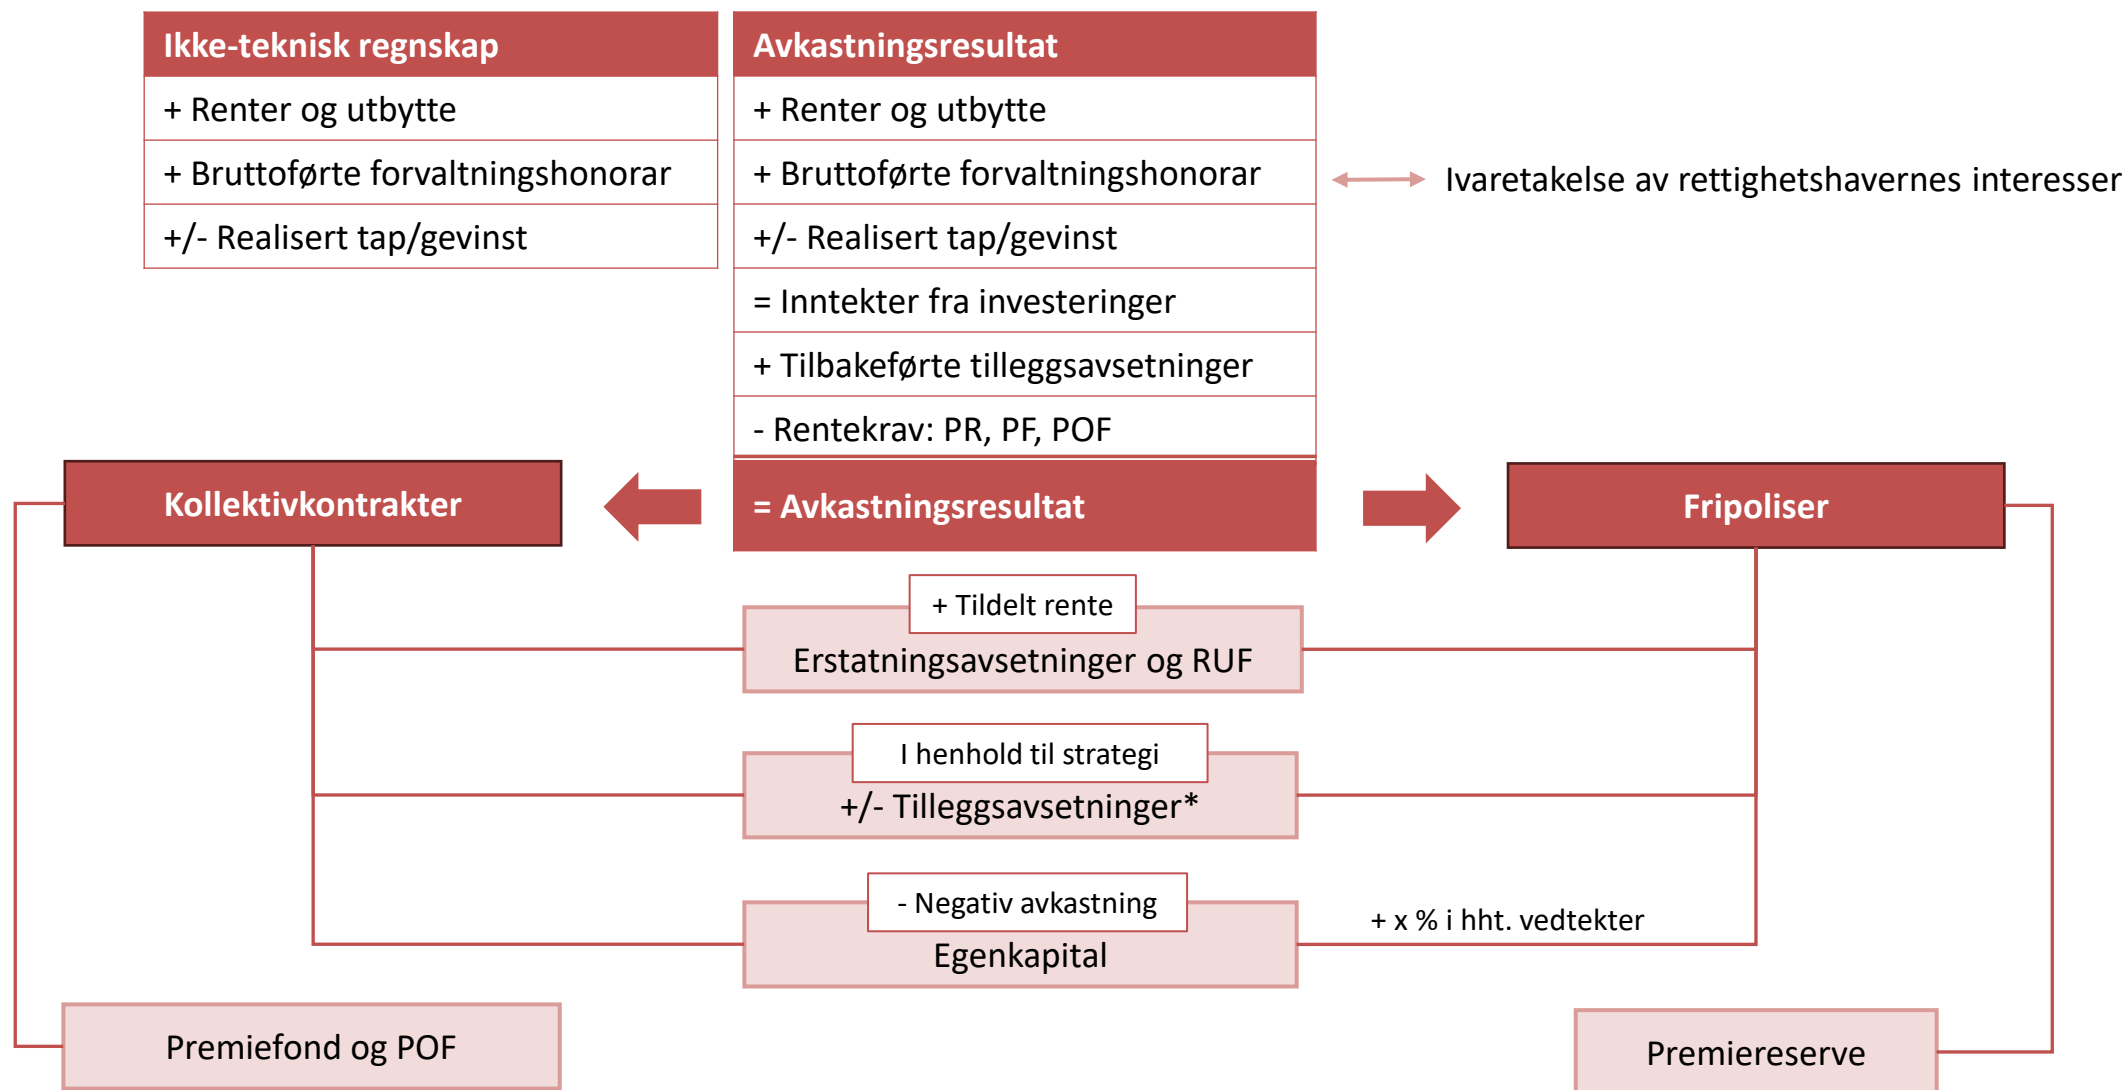 Ikke-teknisk regnskap
+ Renter og utbytte
+ Bruttoførte forvaltningshonorar
+/- Realisert tap/gevinst
Avkastningsresultat
+ Renter og utbytte
+ Bruttoførte forvaltningshonorar
+/- Realisert tap/gevinst
= Inntekter fra investeringer
+ Tilbakeførte tilleggsavsetninger
- Rentekrav: PR, PF, POF
= Avkastningsresultat
Ivaretakelse av rettighetshavernes interesser
Kollektivkontrakter
Fripoliser
+ Tildelt rente
Erstatningsavsetninger og RUF
I henhold til strategi
+/- Tilleggsavsetninger*
- Negativ avkastning
Egenkapital
+ x % i hht. vedtekter
Premiefond og POF
Premiereserve